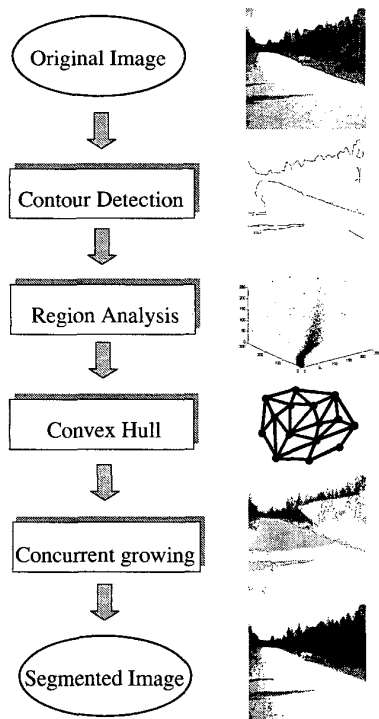 Original Image
Contour Detection
Region Analysis
Convex Hull
Concurrent growing
Segmented Image